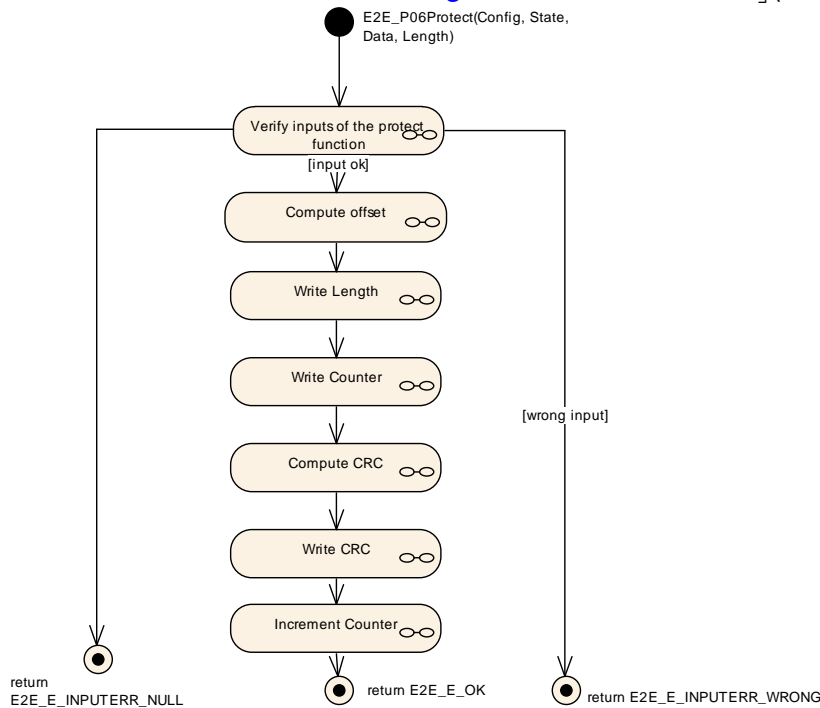 E2E_P06Protect(Config, State,
Data, Length)
Verify inputs of the protect
function
[input ok]
Compute offset
Write Length
Write Counter
[wrong input]
Compute CRC
Write CRC
Increment Counter
return
E2E_E_INPUTERR_NULL
return E2E_E_OK
return E2E_E_INPUTERR_WRONG